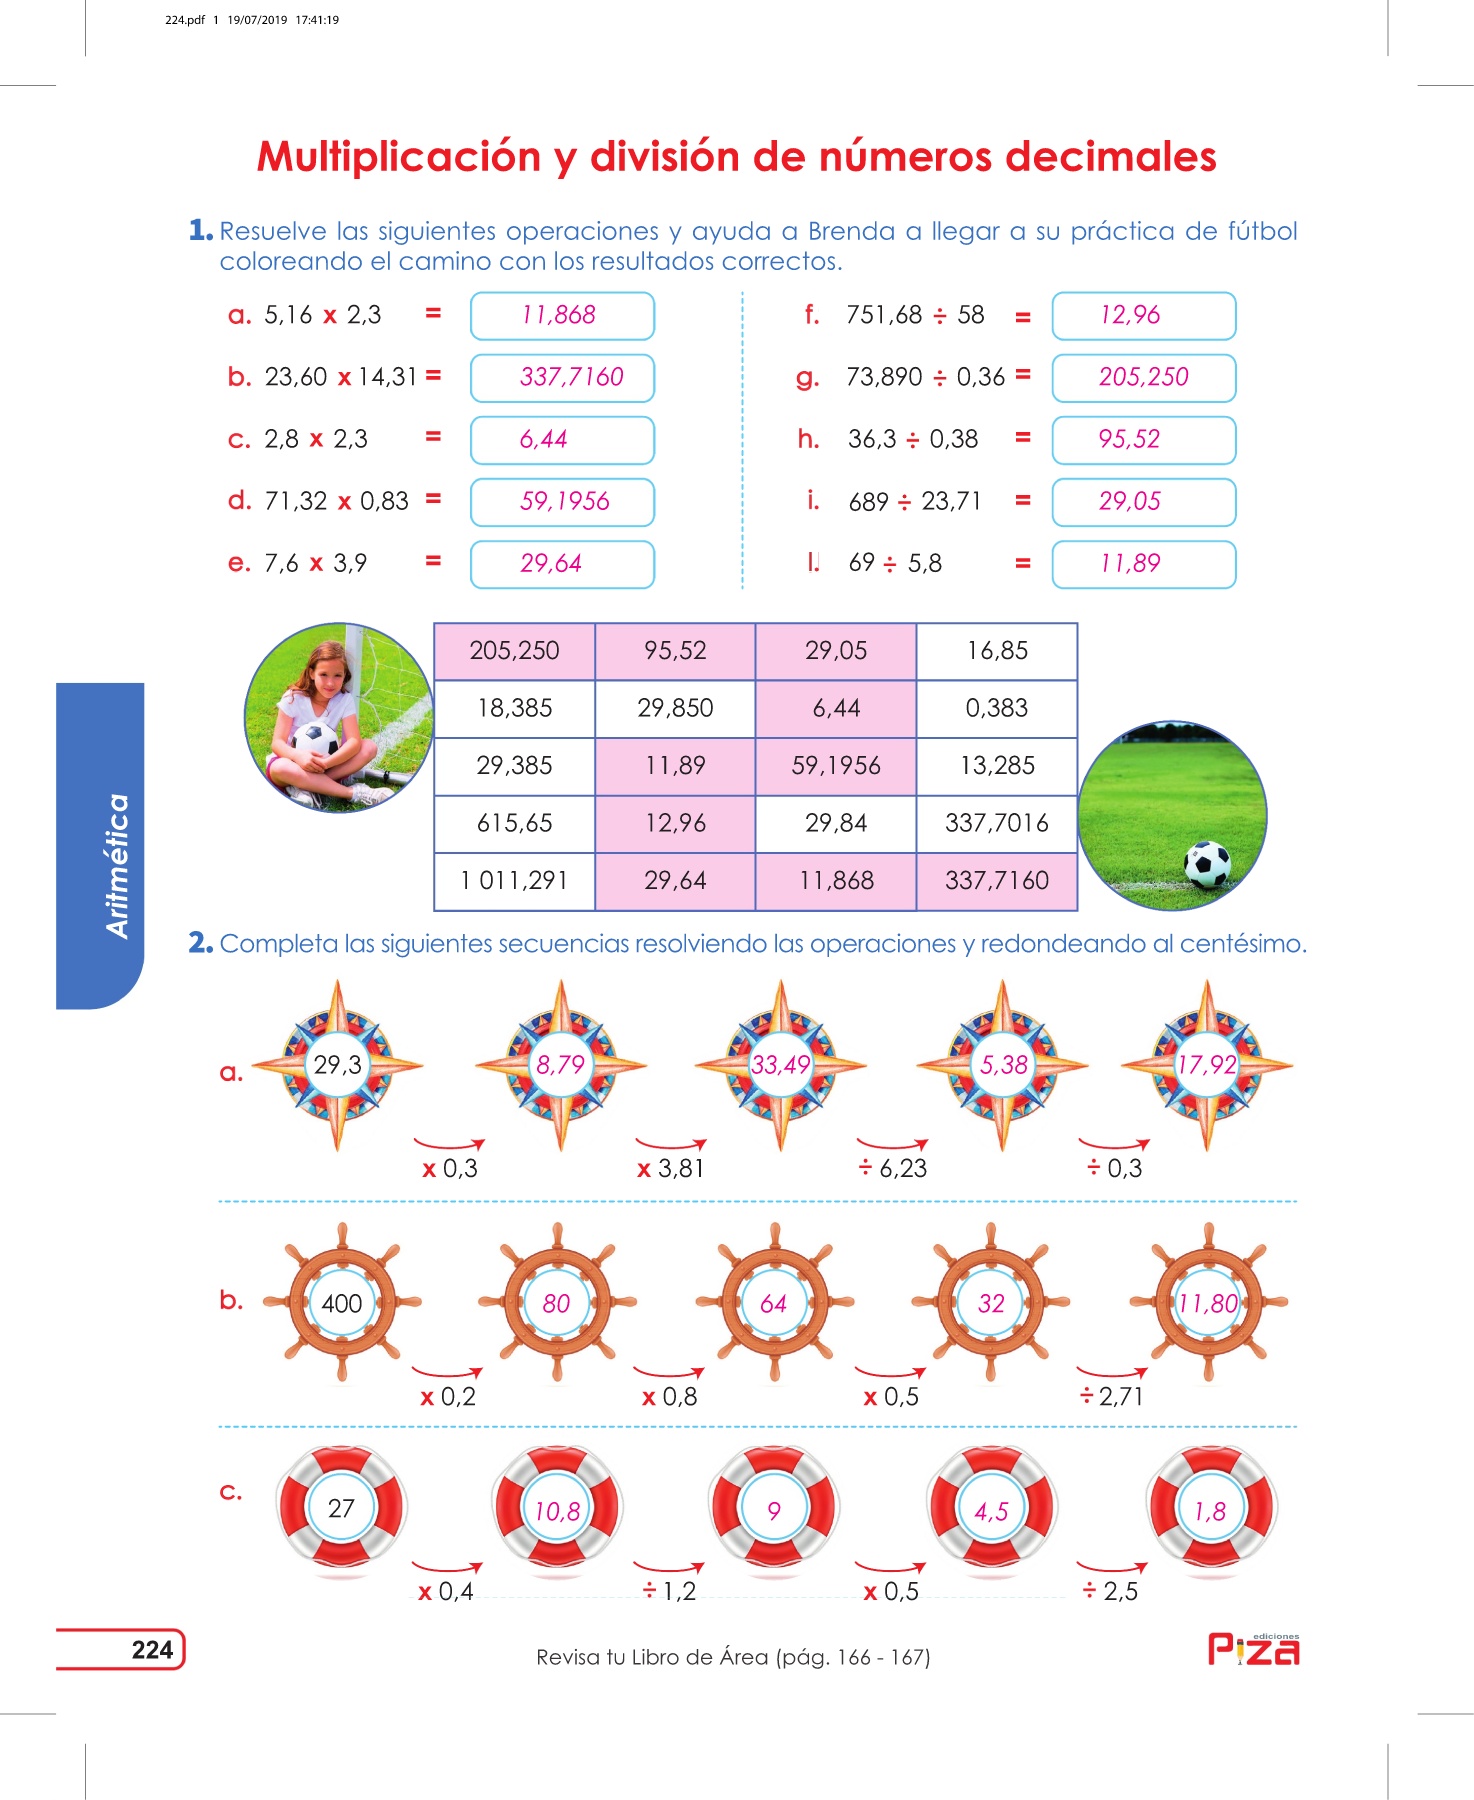 224.pdf 1 19/07/2019 17:41:19
Multiplicación y división de números decimales
1. Resuelve las siguientes operaciones y ayuda a Brenda a llegar a su práctica de fútbol
coloreando el camino con los resultados correctos.
a. 5,16 x 2,3 = 11,868
b. 23,60 x 14,31 = 337,7160
c. 2,8 x 2,3 = 6,44
d. 71,32 x 0,83 = 59,1956
e. 7,6 x 3,9 = 29,64
f. 751,68 ÷ 58 = 12,96
g. 73,890 ÷ 0,36 = 205,250
h. 36,3 ÷ 0,38 = 95,52
i. 689 ÷ 23,71 = 29,05
l. 69 ÷ 5,8 = 11,89
205,250 95,52 29,05 16,85
18,385 29,850 6,44 0,383
29,385 11,89 59,1956 13,285
615,65 12,96 29,84 337,7016
1 011,291 29,64 11,868 337,7160
Aritmética
2. Completa las siguientes secuencias resolviendo las operaciones y redondeando al centésimo.
a. 29,3 8,79 33,49 5,38 17,92
x 0,3 x 3,81 ÷ 6,23 ÷ 0,3
b. 400 80 64 32 11,80
x 0,2 x 0,8 x 0,5 ÷ 2,71
c. 27 10,8 9 4,5 1,8
x 0,4 ÷ 1,2 x 0,5 ÷ 2,5
224
Revisa tu Libro de Área (pág. 166 - 167)
ediciones
Piza